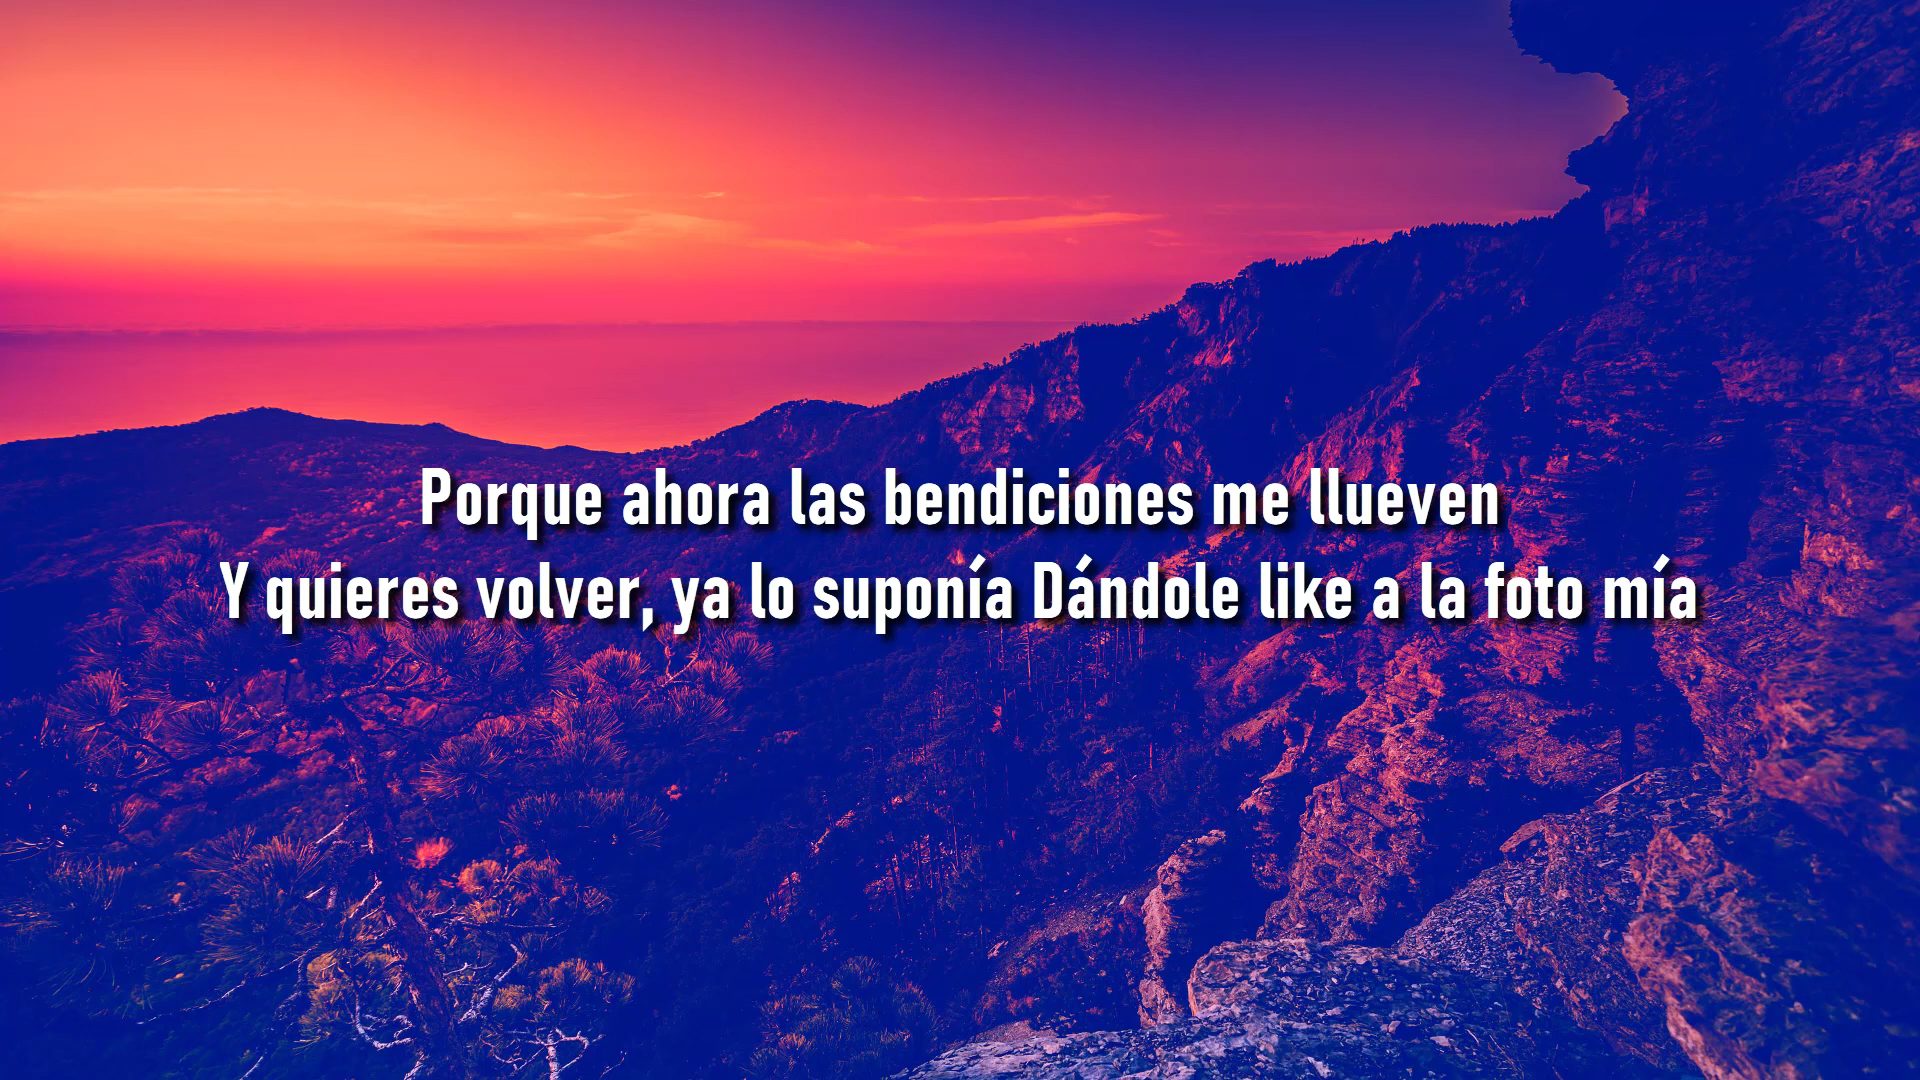 Porque ahora las bendiciones me llueven
Y quieres volver, ya lo suponía Dándole like a la foto mía